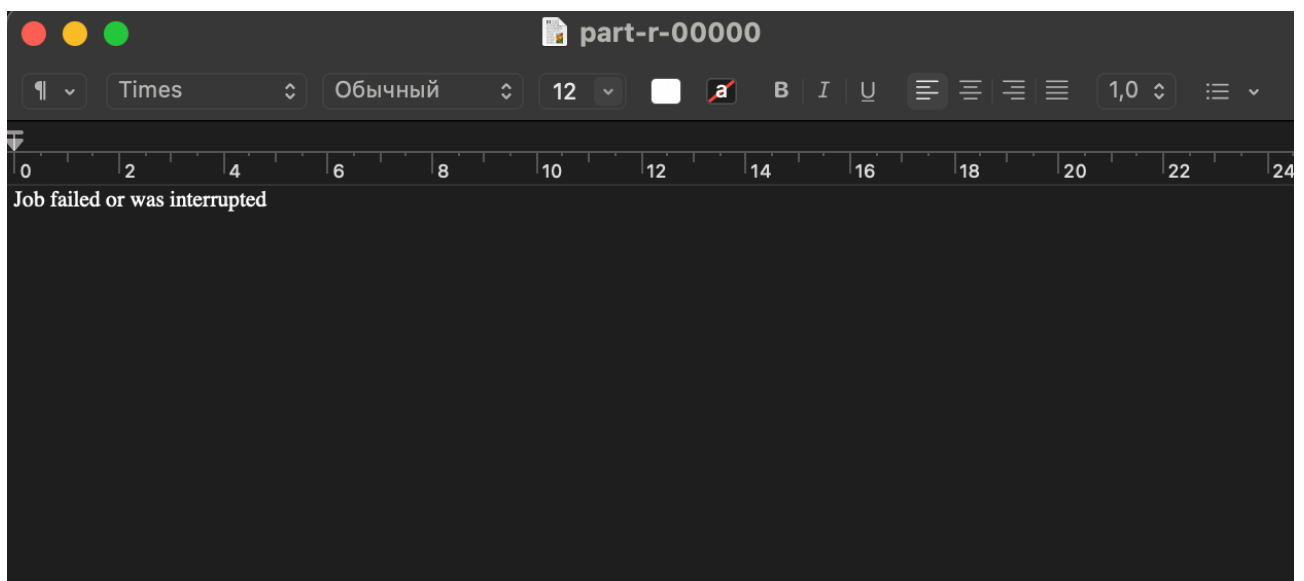 part-r-00000
¶ Times Обычный 12 a B I U 1,0
0 2 4 6 8 10 12 14 16 18 20 22 24
Job failed or was interrupted